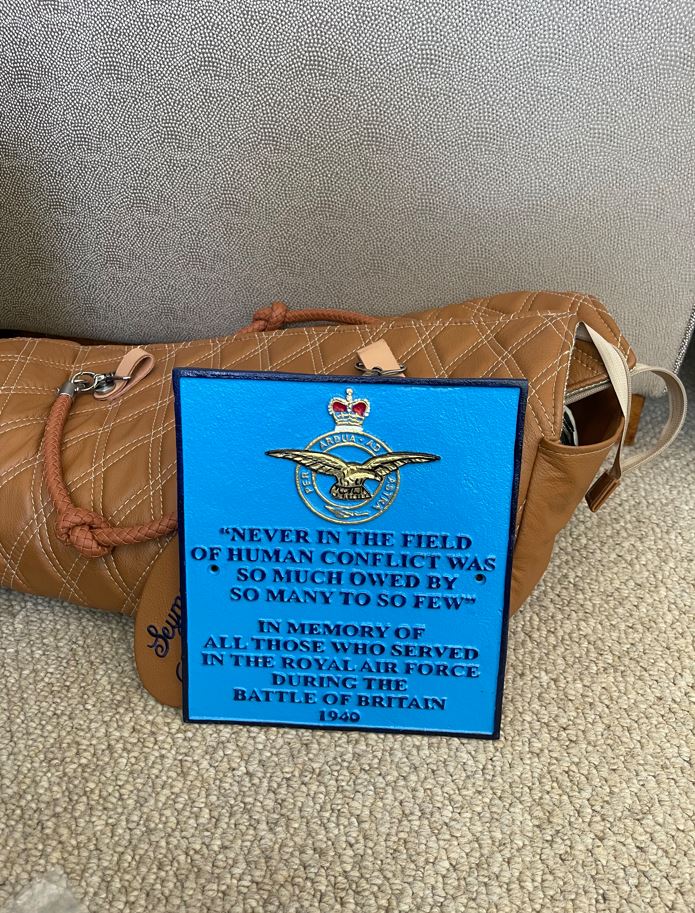 PER ARDUA · AD ASTRA
"NEVER IN THE FIELD
OF HUMAN CONFLICT WAS
SO MUCH OWED BY
SO MANY TO SO FEW"
IN MEMORY OF
ALL THOSE WHO SERVED
IN THE ROYAL AIR FORCE
DURING THE
BATTLE OF BRITAIN
1940